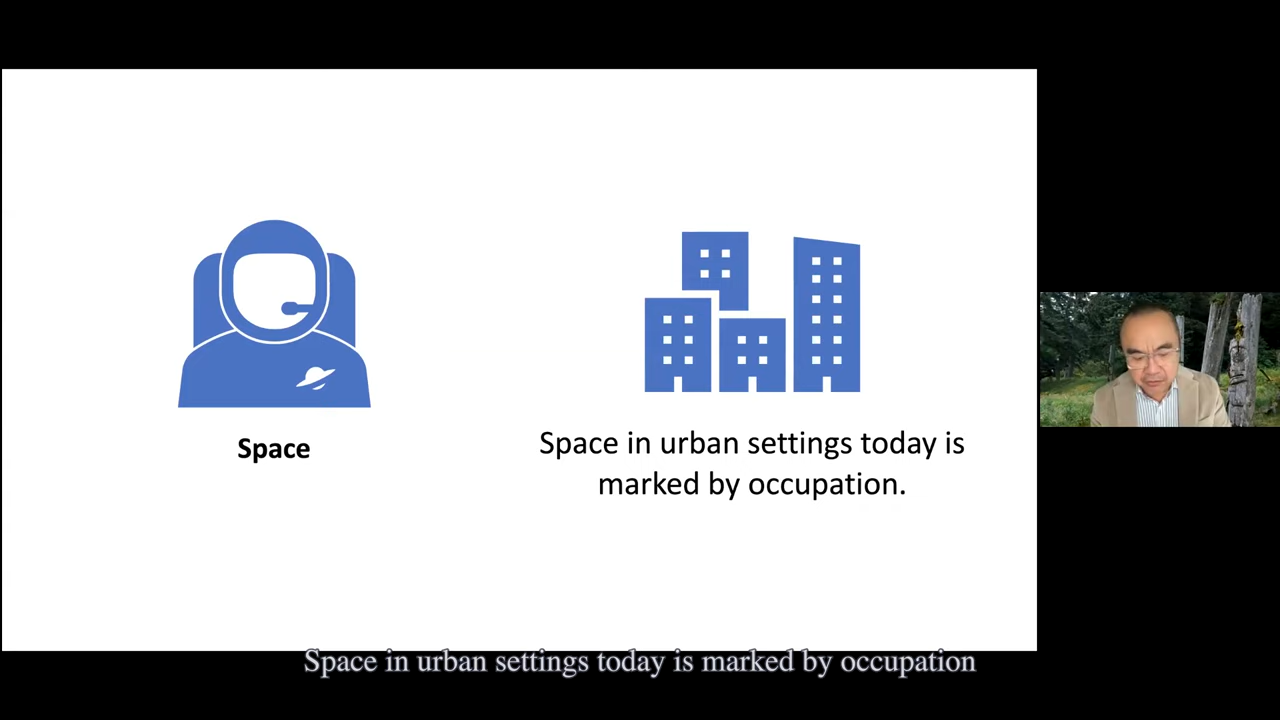 Space
Space in urban settings today is
marked by occupation.
Space in urban settings today is marked by occupation